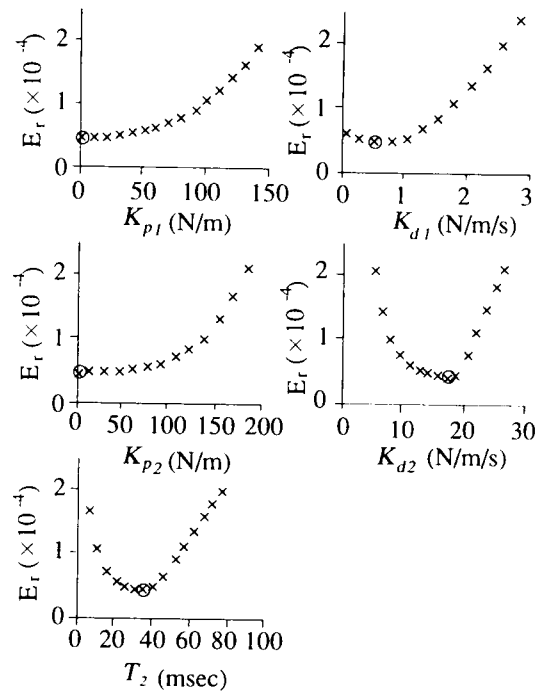 2
1
0
E_r (×10^-4)
0 50 100 150
K_p1 (N/m)
2
1
0
E_r (×10^-4)
0 1 2 3
K_d1 (N/m/s)
2
1
0
E_r (×10^-4)
0 50 100 150 200
K_p2 (N/m)
2
1
0
E_r (×10^-4)
0 10 20 30
K_d2 (N/m/s)
2
1
0
E_r (×10^-4)
0 20 40 60 80 100
T_2 (msec)